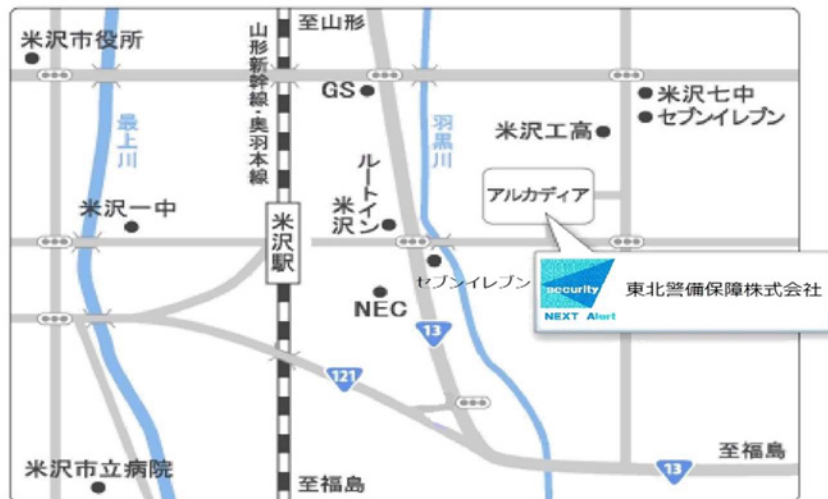 至山形
米沢市役所
山形新幹線・奥羽本線
GS
米沢七中
セブンイレブン
最上川
羽黒川
米沢工高
ルートイン
米沢
アルカディア
米沢一中
米沢駅
セブンイレブン
security
NEXT Alert
東北警備保障株式会社
NEC
13
121
至福島
13
米沢市立病院
至福島